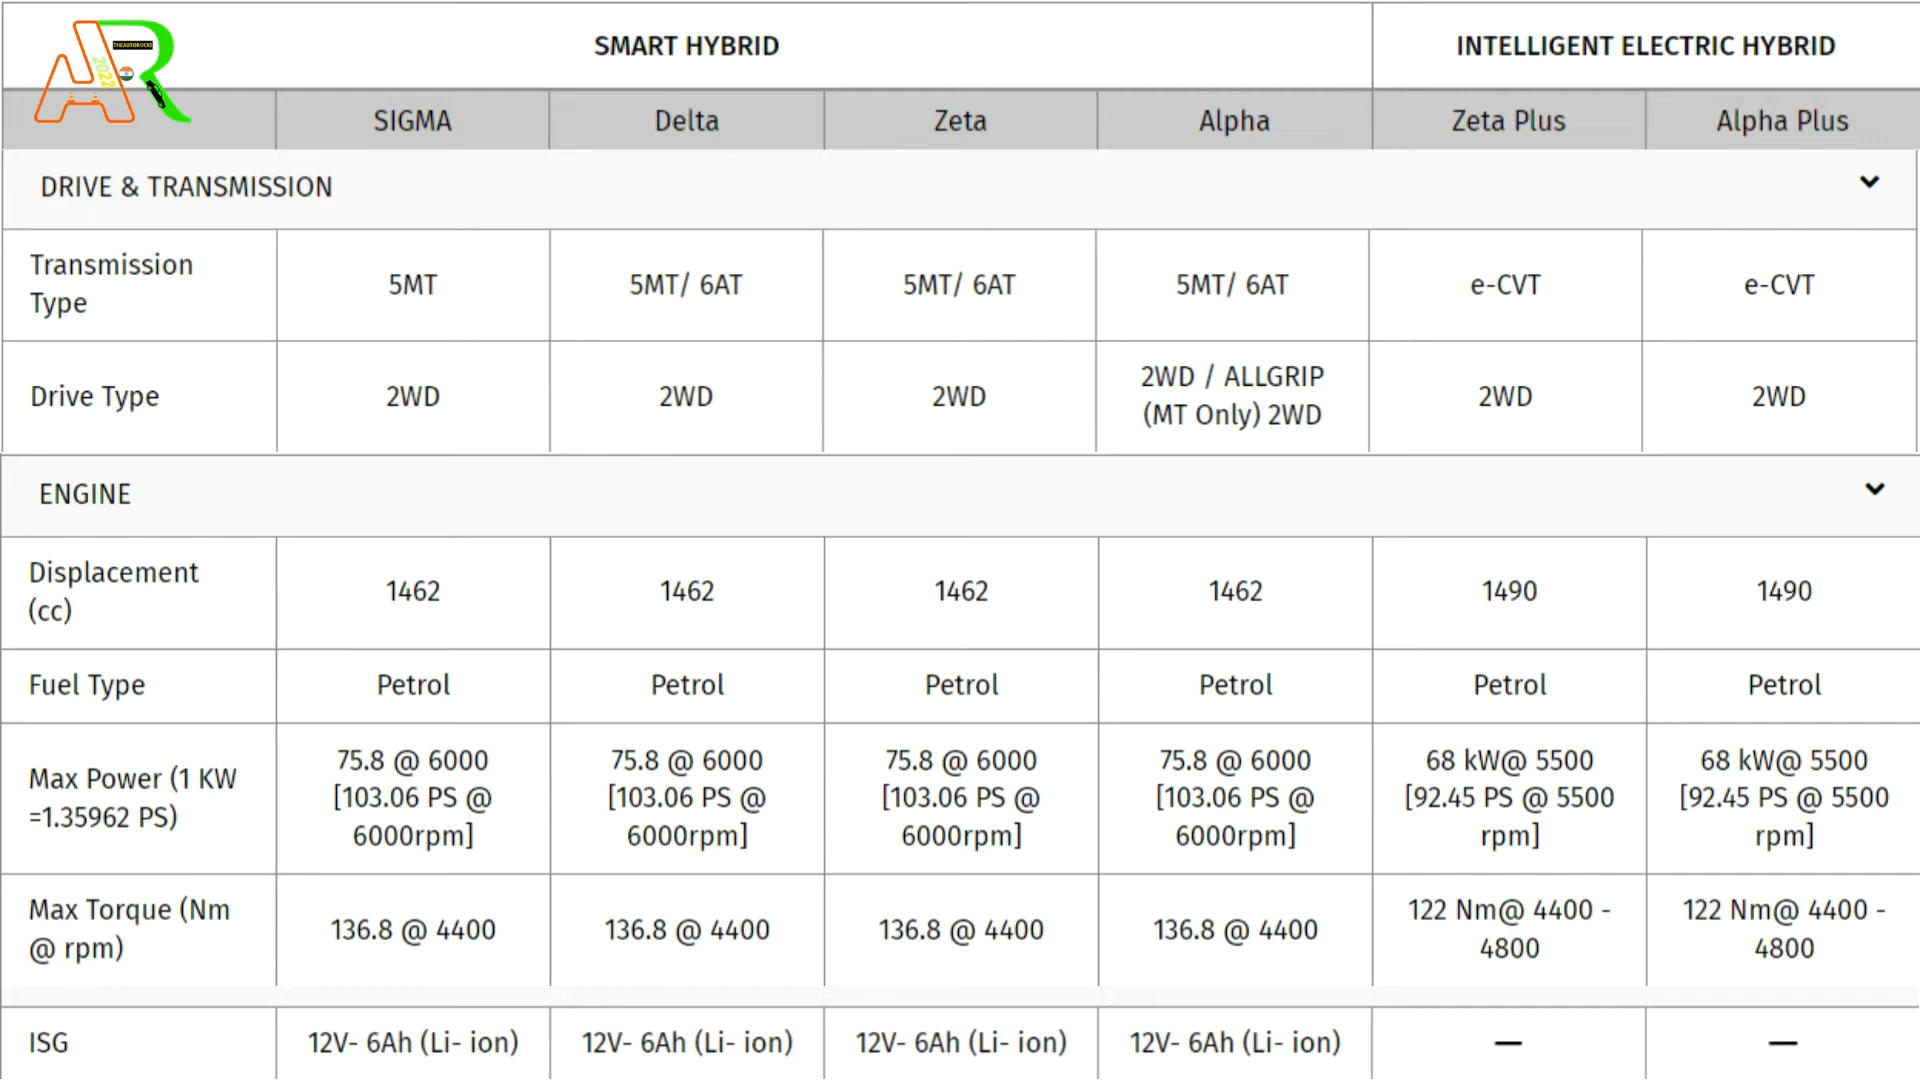 THEAUTOROCKS
2022
SMART HYBRID
INTELLIGENT ELECTRIC HYBRID
SIGMA
Delta
Zeta
Alpha
Zeta Plus
Alpha Plus
DRIVE & TRANSMISSION
Transmission
Type
5MT
5MT/ 6AT
5MT/ 6AT
5MT/ 6AT
e-CVT
e-CVT
Drive Type
2WD
2WD
2WD
2WD / ALLGRIP
(MT Only) 2WD
2WD
2WD
ENGINE
Displacement
(cc)
1462
1462
1462
1462
1490
1490
Fuel Type
Petrol
Petrol
Petrol
Petrol
Petrol
Petrol
Max Power (1 KW
=1.35962 PS)
75.8 @ 6000
[103.06 PS @
6000rpm]
75.8 @ 6000
[103.06 PS @
6000rpm]
75.8 @ 6000
[103.06 PS @
6000rpm]
75.8 @ 6000
[103.06 PS @
6000rpm]
68 kW@ 5500
[92.45 PS @ 5500
rpm]
68 kW@ 5500
[92.45 PS @ 5500
rpm]
Max Torque (Nm
@ rpm)
136.8 @ 4400
136.8 @ 4400
136.8 @ 4400
136.8 @ 4400
122 Nm@ 4400 -
4800
122 Nm@ 4400 -
4800
ISG
12V- 6Ah (Li- ion)
12V- 6Ah (Li- ion)
12V- 6Ah (Li- ion)
12V- 6Ah (Li- ion)
—
—